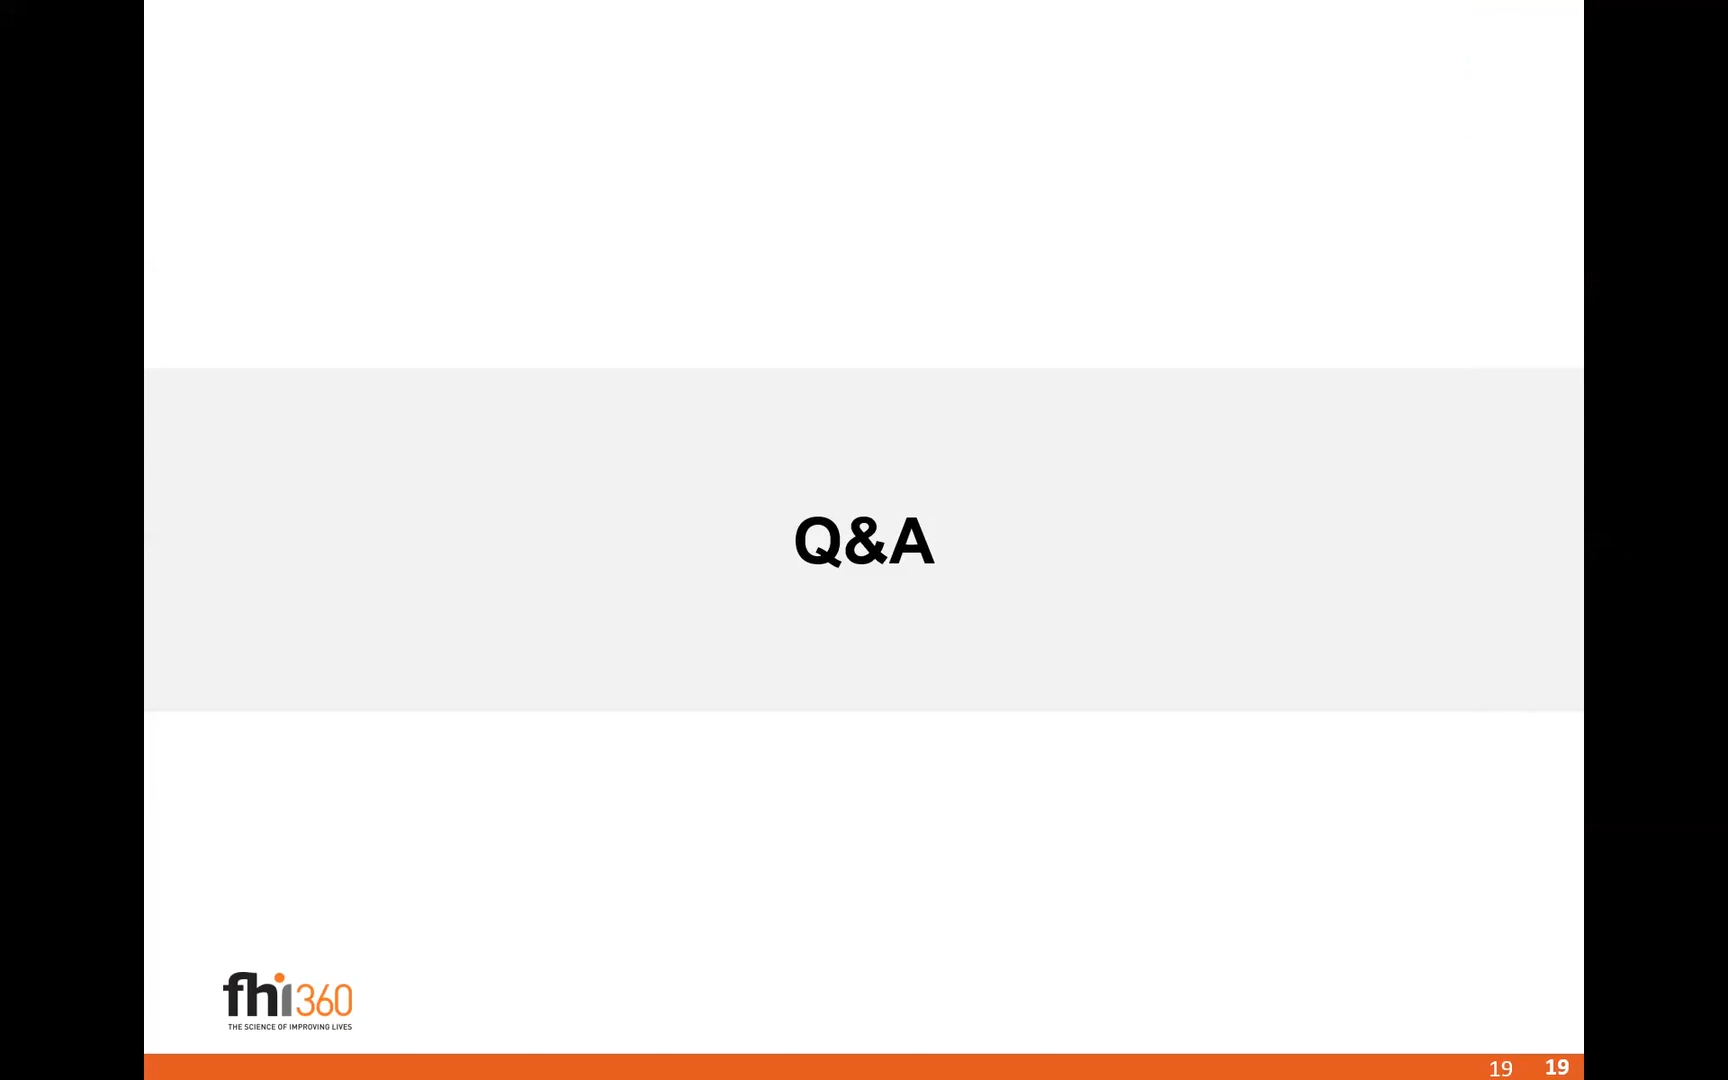 Q&A
fhi360
THE SCIENCE OF IMPROVING LIVES
19 19